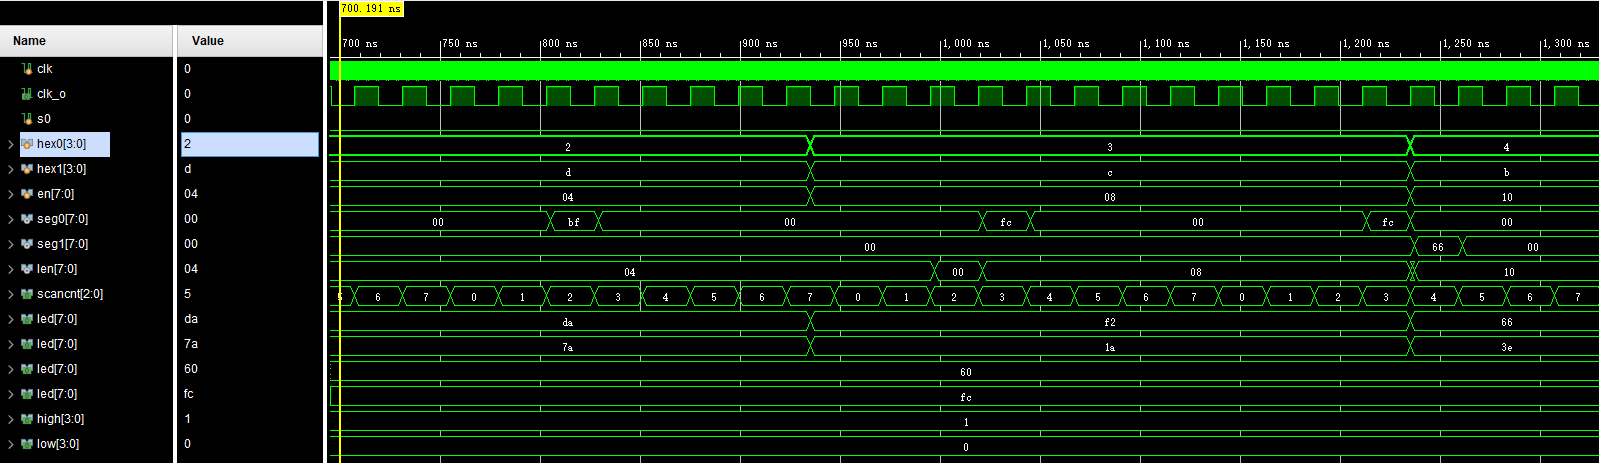 700.191 ns
Name Value
700 ns 750 ns 800 ns 850 ns 900 ns 950 ns 1,000 ns 1,050 ns 1,100 ns 1,150 ns 1,200 ns 1,250 ns 1,300 ns
clk 0
clk_o 0
s0 0
hex0[3:0] 2 2 3 4
hex1[3:0] d d c b
en[7:0] 04 04 08 10
seg0[7:0] 00 00 bf 00 fc 00 fc 00
seg1[7:0] 00 00 66 00
len[7:0] 04 04 00 08 10
scancnt[2:0] 5 5 6 7 0 1 2 3 4 5 6 7 0 1 2 3 4 5 6 7 0 1 2 3 4 5 6 7
led[7:0] da da f2 66
led[7:0] 7a 7a 1a 3e
led[7:0] 60 60
led[7:0] fc fc
high[3:0] 1 1
low[3:0] 0 0